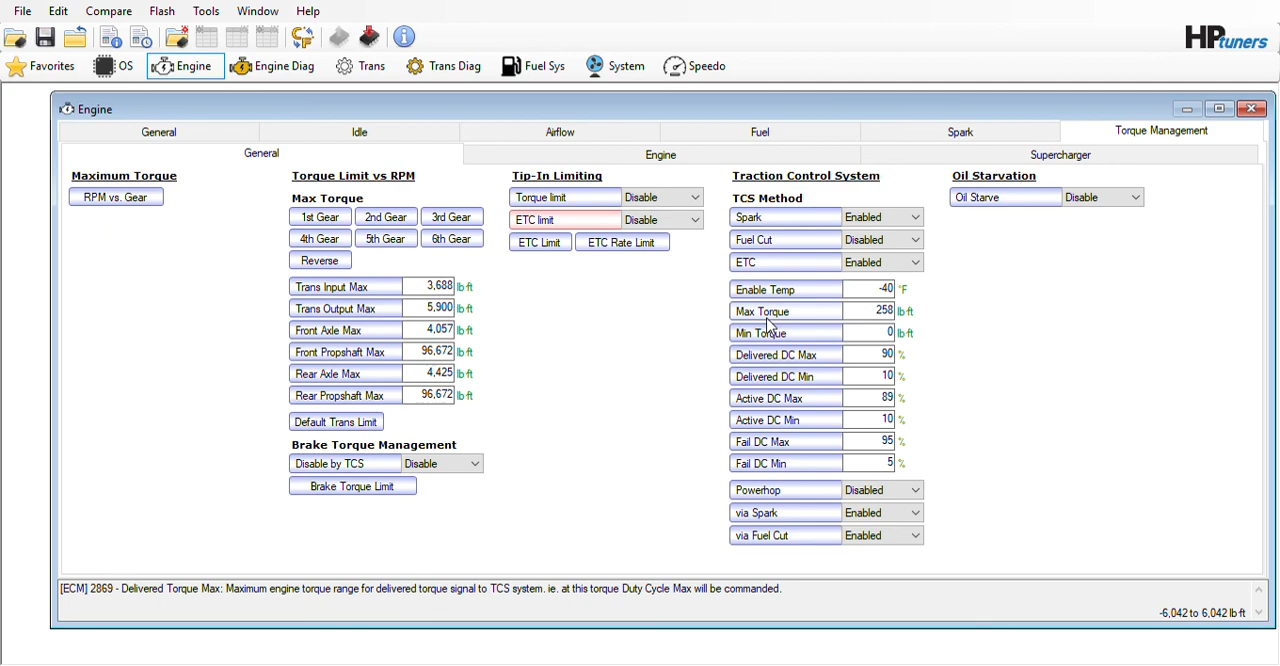 File Edit Compare Flash Tools Window Help
HPtuners
Favorites OS Engine Engine Diag Trans Trans Diag Fuel Sys System Speedo
Engine
General Idle Airflow Fuel Spark Torque Management
General Engine Supercharger
Maximum Torque
RPM vs. Gear
Torque Limit vs RPM
Max Torque
1st Gear 2nd Gear 3rd Gear
4th Gear 5th Gear 6th Gear
Reverse
Trans Input Max 3,688 lb ft
Trans Output Max 5,900 lb ft
Front Axle Max 4,057 lb ft
Front Propshaft Max 96,672 lb ft
Rear Axle Max 4,425 lb ft
Rear Propshaft Max 96,672 lb ft
Default Trans Limit
Brake Torque Management
Disable by TCS Disable
Brake Torque Limit
Tip-In Limiting
Torque limit Disable
ETC limit Disable
ETC Limit ETC Rate Limit
Traction Control System
TCS Method
Spark Enabled
Fuel Cut Disabled
ETC Enabled
Enable Temp -40 °F
Max Torque 258 lb ft
Min Torque 0 lb ft
Delivered DC Max 90 %
Delivered DC Min 10 %
Active DC Max 89 %
Active DC Min 10 %
Fail DC Max 95 %
Fail DC Min 5 %
Powerhop Disabled
via Spark Enabled
via Fuel Cut Enabled
Oil Starvation
Oil Starve Disable
[ECM] 2869 - Delivered Torque Max: Maximum engine torque range for delivered torque signal to TCS system. ie. at this torque Duty Cycle Max will be commanded.
-6,042 to 6,042 lb ft